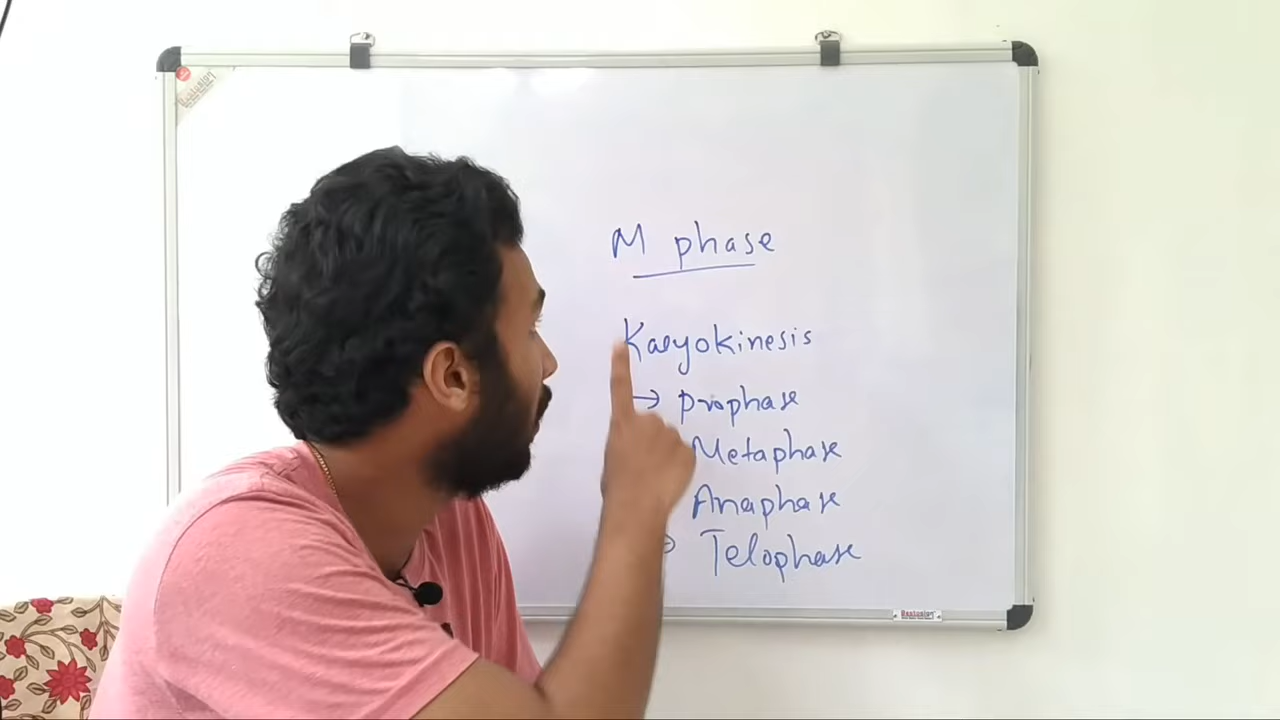 M phase
Karyokinesis
→ prophase
Metaphase
Anaphase
→ Telophase